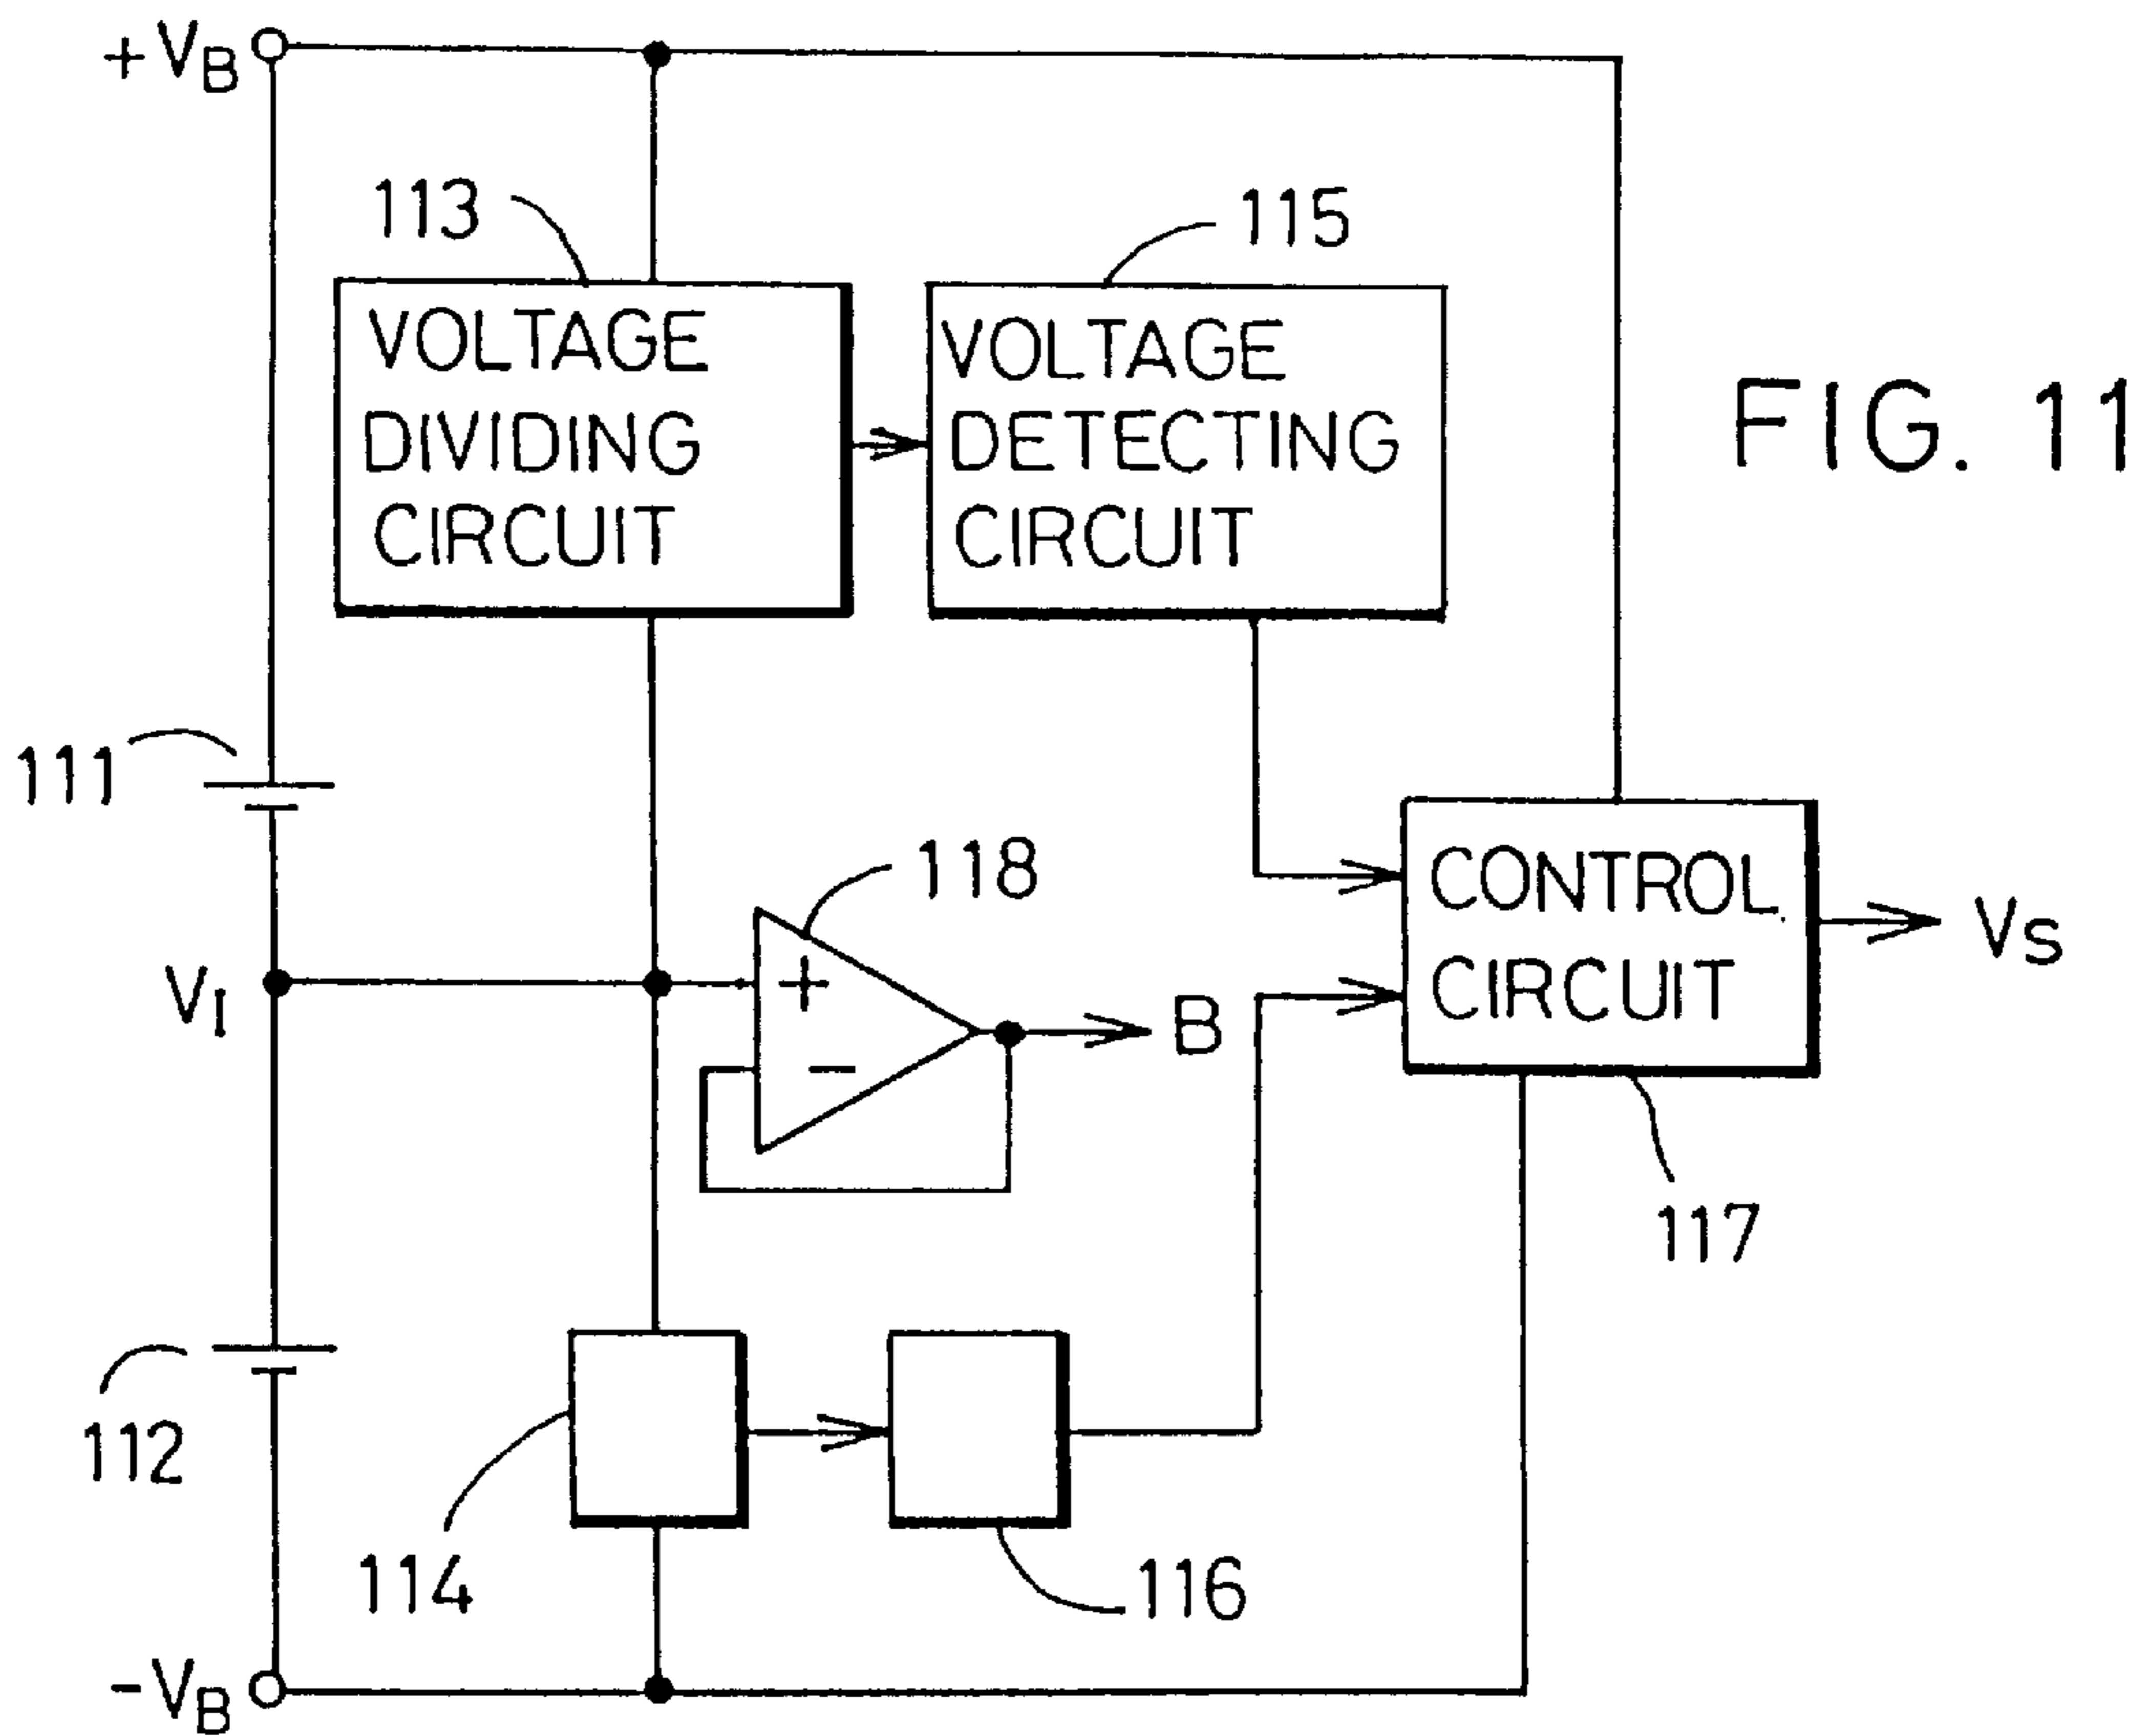 +VB
113
115
VOLTAGE
DIVIDING
CIRCUIT
VOLTAGE
DETECTING
CIRCUIT
FIG. 11
111
118
CONTROL
CIRCUIT
VS
VI
+
−
B
117
112
114
116
-VB